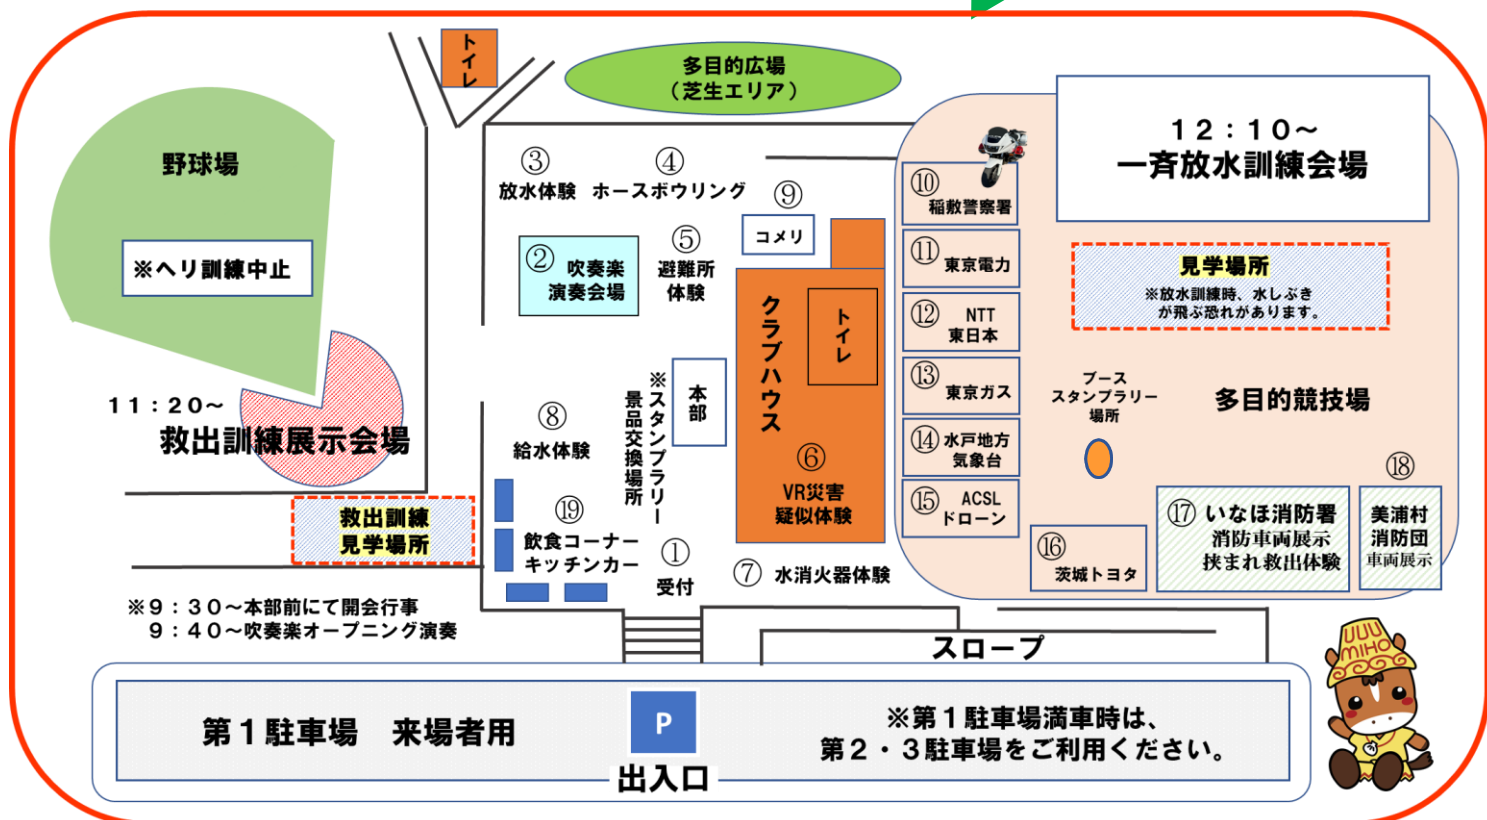 トイレ
多目的広場
（芝生エリア）
野球場
※ヘリ訓練中止
１１：２０～
救出訓練展示会場
救出訓練
見学場所
※９：３０～本部前にて開会行事
９：４０～吹奏楽オープニング演奏
③
放水体験
④
ホースボウリング
⑨
コメリ
② 吹奏楽
演奏会場
⑤
避難所
体験
クラブハウス
トイレ
本部
※スタンプラリー
景品交換場所
⑧
給水体験
⑥
VR災害
疑似体験
⑲
飲食コーナー
キッチンカー
①
受付
⑦ 水消火器体験
１２：１０～
一斉放水訓練会場
⑩
稲敷警察署
⑪ 東京電力
⑫ NTT
東日本
⑬ 東京ガス
⑭ 水戸地方
気象台
⑮ ACSL
ドローン
見学場所
※放水訓練時、水しぶき
が飛ぶ恐れがあります。
ブース
スタンプラリー
場所
多目的競技場
⑯
茨城トヨタ
⑰ いなほ消防署
消防車両展示
挟まれ救出体験
⑱
美浦村
消防団
車両展示
スロープ
UUU
MIHO
第１駐車場　来場者用
P
出入口
※第１駐車場満車時は、
第２・３駐車場をご利用ください。